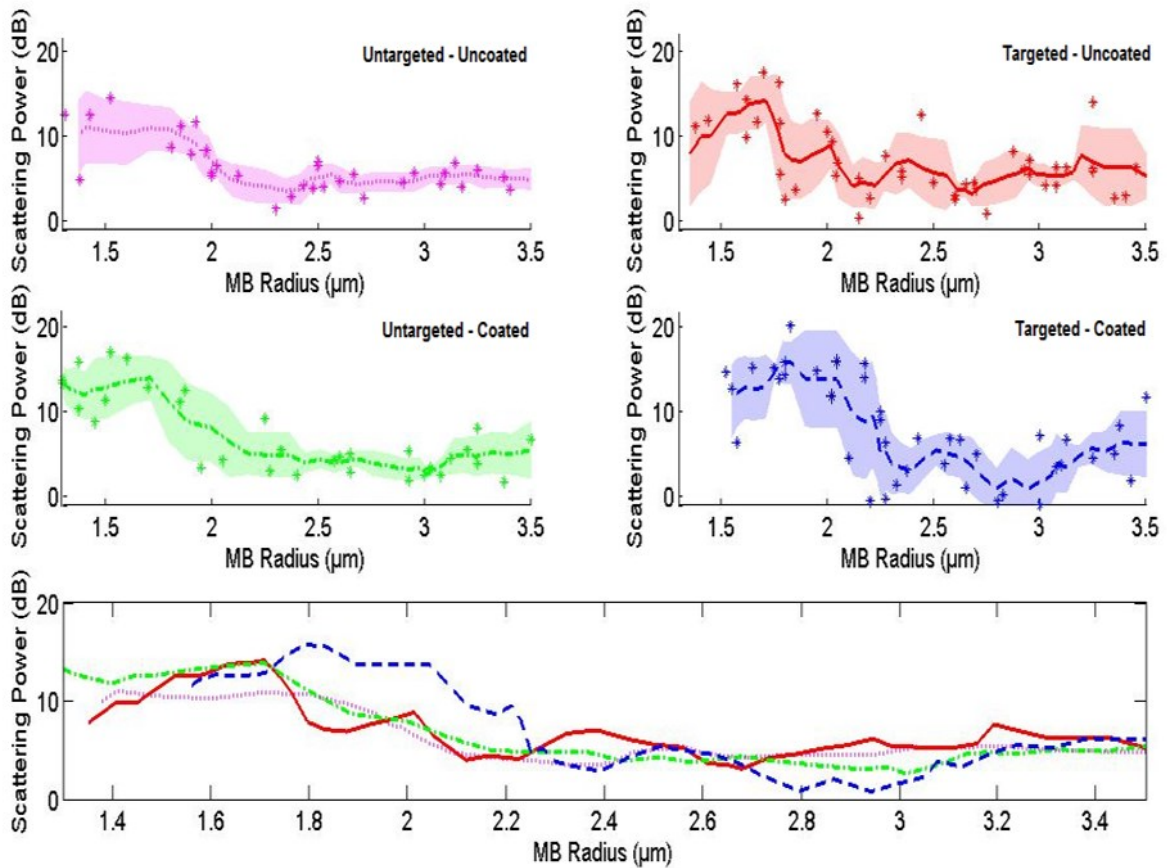 Scattering Power (dB)
20
10
0
Untargeted - Uncoated
1.5 2 2.5 3 3.5
MB Radius (µm)
Scattering Power (dB)
20
10
0
Targeted - Uncoated
1.5 2 2.5 3 3.5
MB Radius (µm)
Scattering Power (dB)
20
10
0
Untargeted - Coated
1.5 2 2.5 3 3.5
MB Radius (µm)
Scattering Power (dB)
20
10
0
Targeted - Coated
1.5 2 2.5 3 3.5
MB Radius (µm)
Scattering Power (dB)
20
10
0
1.4 1.6 1.8 2 2.2 2.4 2.6 2.8 3 3.2 3.4
MB Radius (µm)